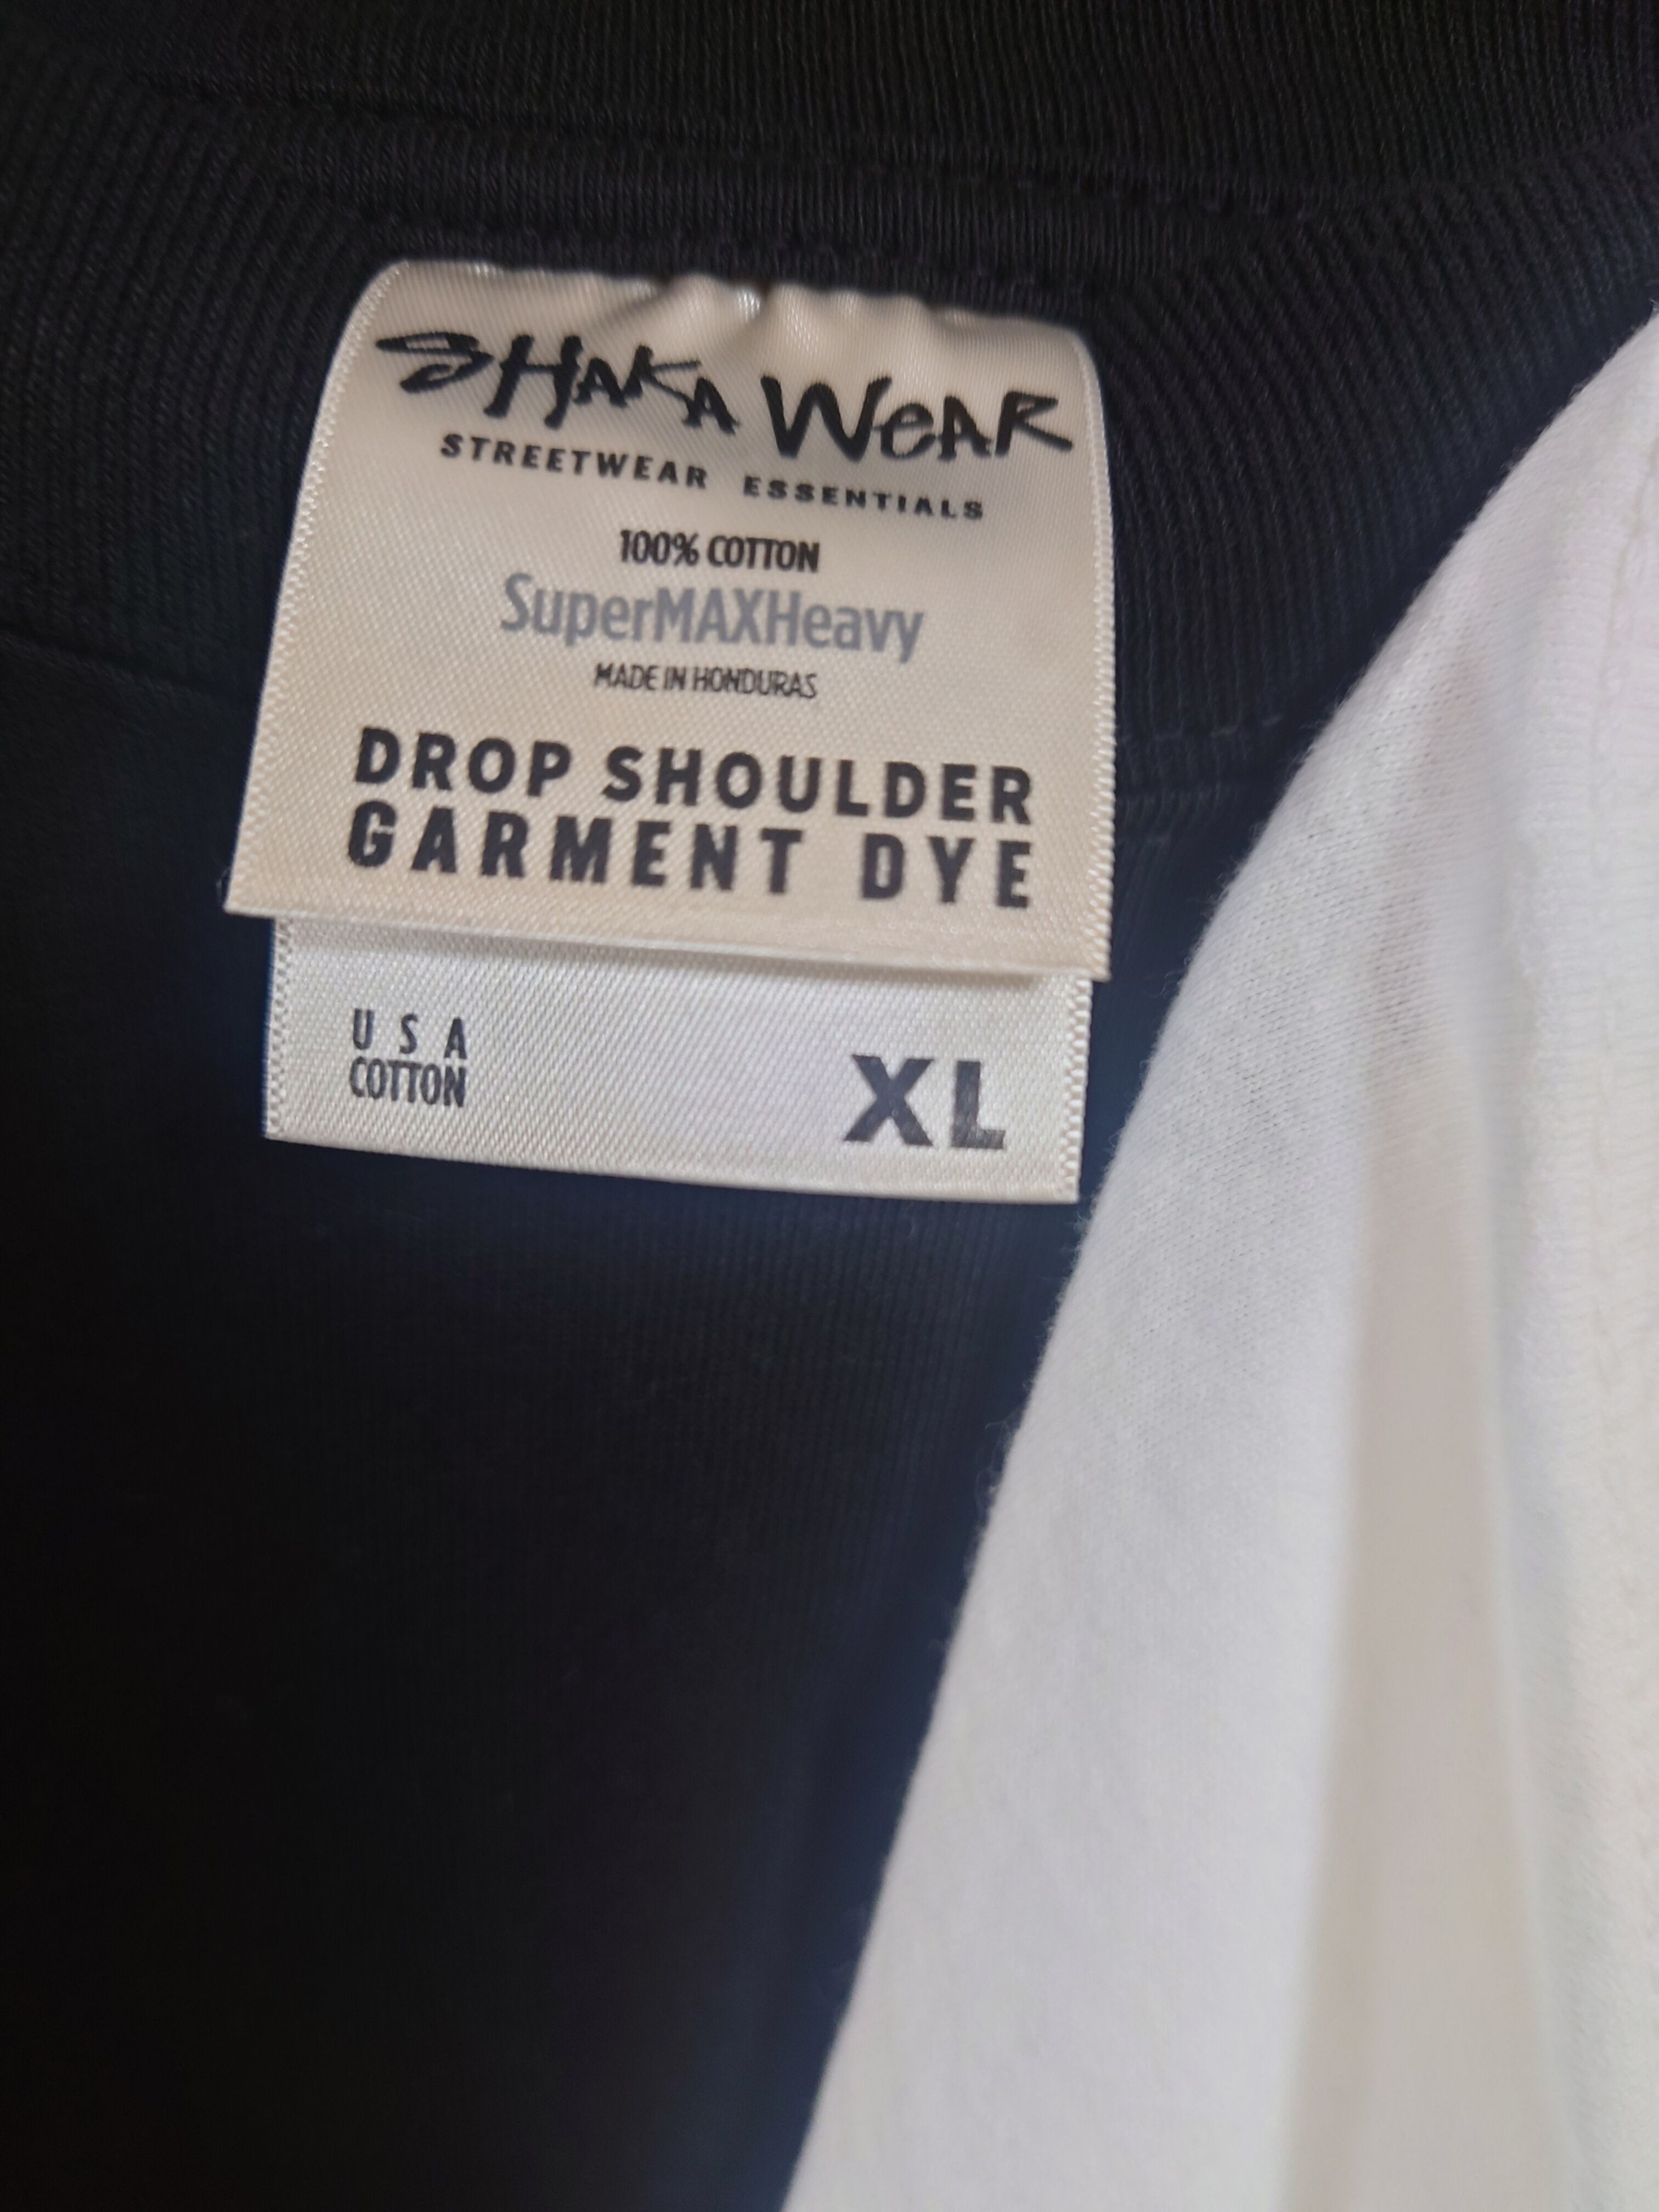 SHAKA WEAR
STREETWEAR ESSENTIALS
100% COTTON
SuperMAXHeavy
MADE IN HONDURAS
DROP SHOULDER
GARMENT DYE
USA
COTTON
XL